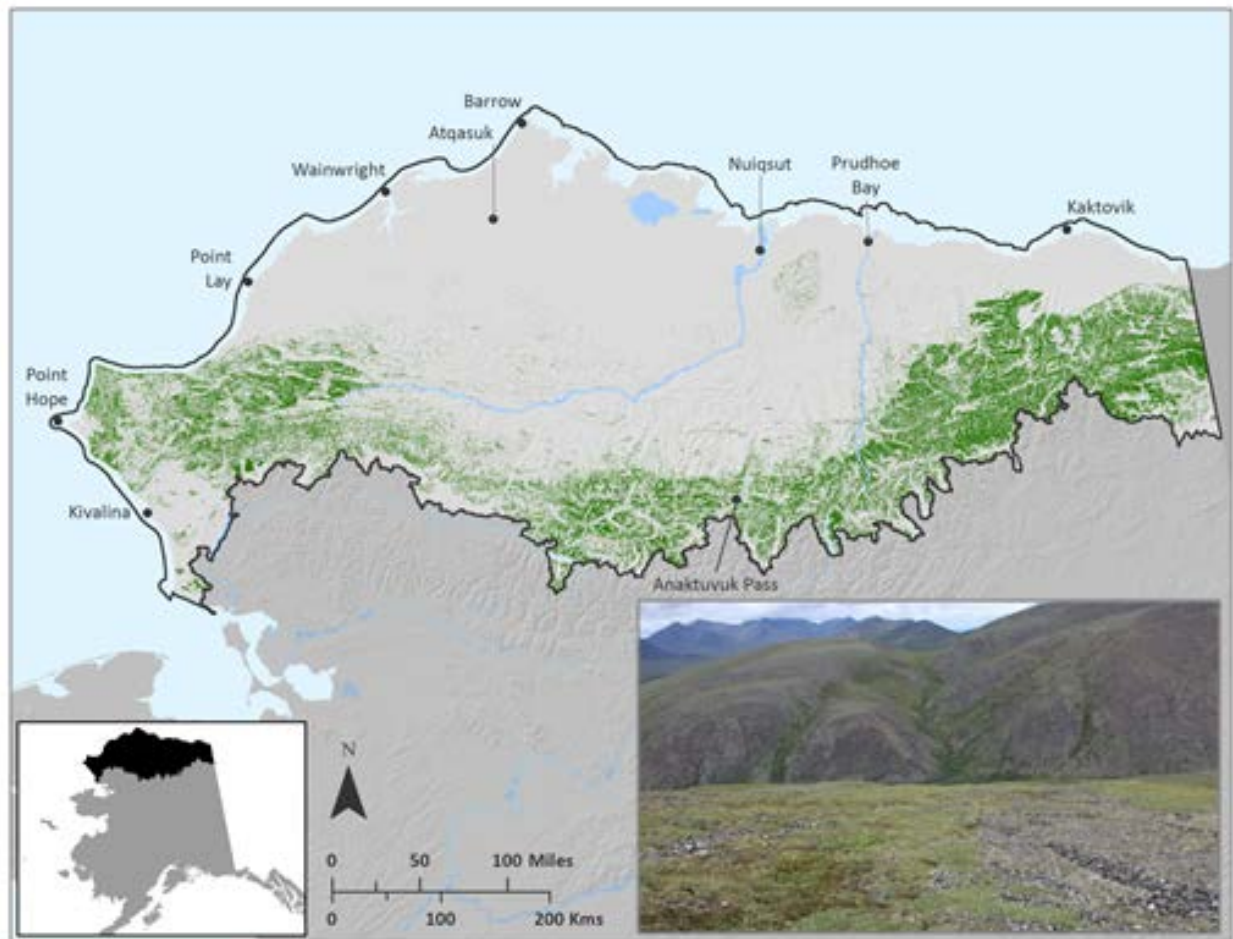 Barrow
Atqasuk
Wainwright
Nuiqsut
Prudhoe
Bay
Kaktovik
Point
Lay
Point
Hope
Kivalina
Anaktuvuk Pass
N
0 50 100 Miles
0 100 200 Kms